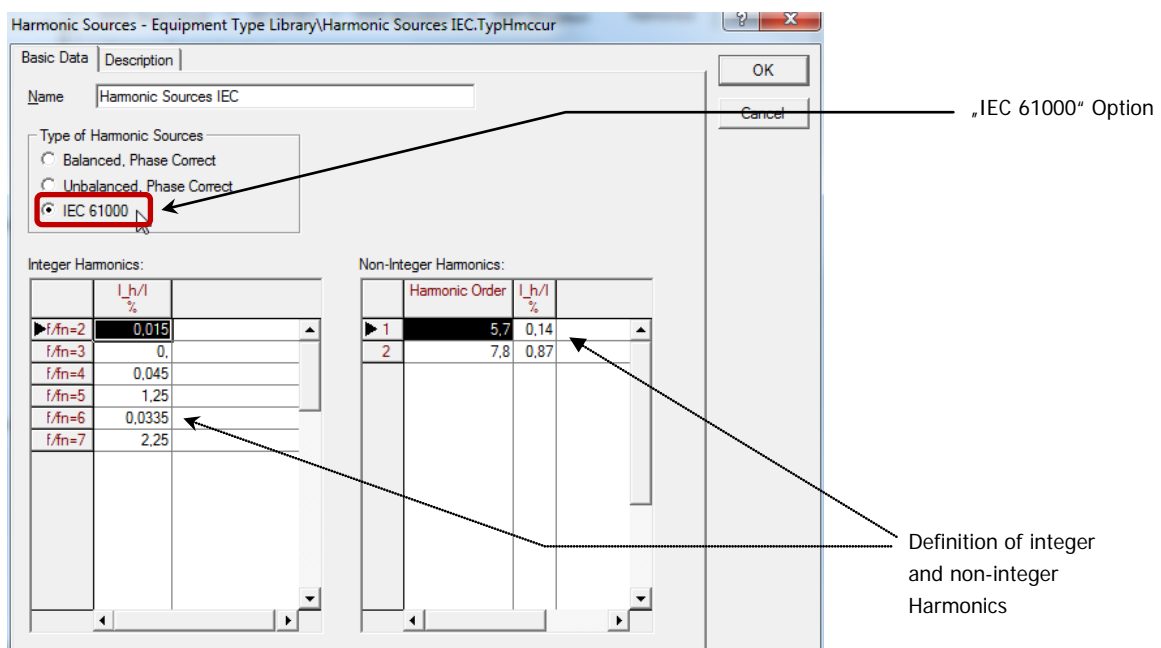 Harmonic Sources - Equipment Type Library\Harmonic Sources IEC.TypHmccur
Basic Data Description
OK
Name Harmonic Sources IEC
Cancel
„IEC 61000“ Option
Type of Harmonic Sources
Balanced, Phase Correct
Unbalanced, Phase Correct
IEC 61000
Integer Harmonics:
I_h/I
%
f/fn=2 0,015
f/fn=3 0,
f/fn=4 0,045
f/fn=5 1,25
f/fn=6 0,0335
f/fn=7 2,25
Non-Integer Harmonics:
Harmonic Order I_h/I
%
1 5,7 0,14
2 7,8 0,87
Definition of integer
and non-integer
Harmonics